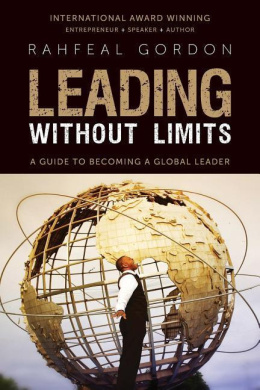 INTERNATIONAL AWARD WINNING
ENTREPRENEUR + SPEAKER + AUTHOR
RAHFEAL GORDON
LEADING
WITHOUT LIMITS
A GUIDE TO BECOMING A GLOBAL LEADER